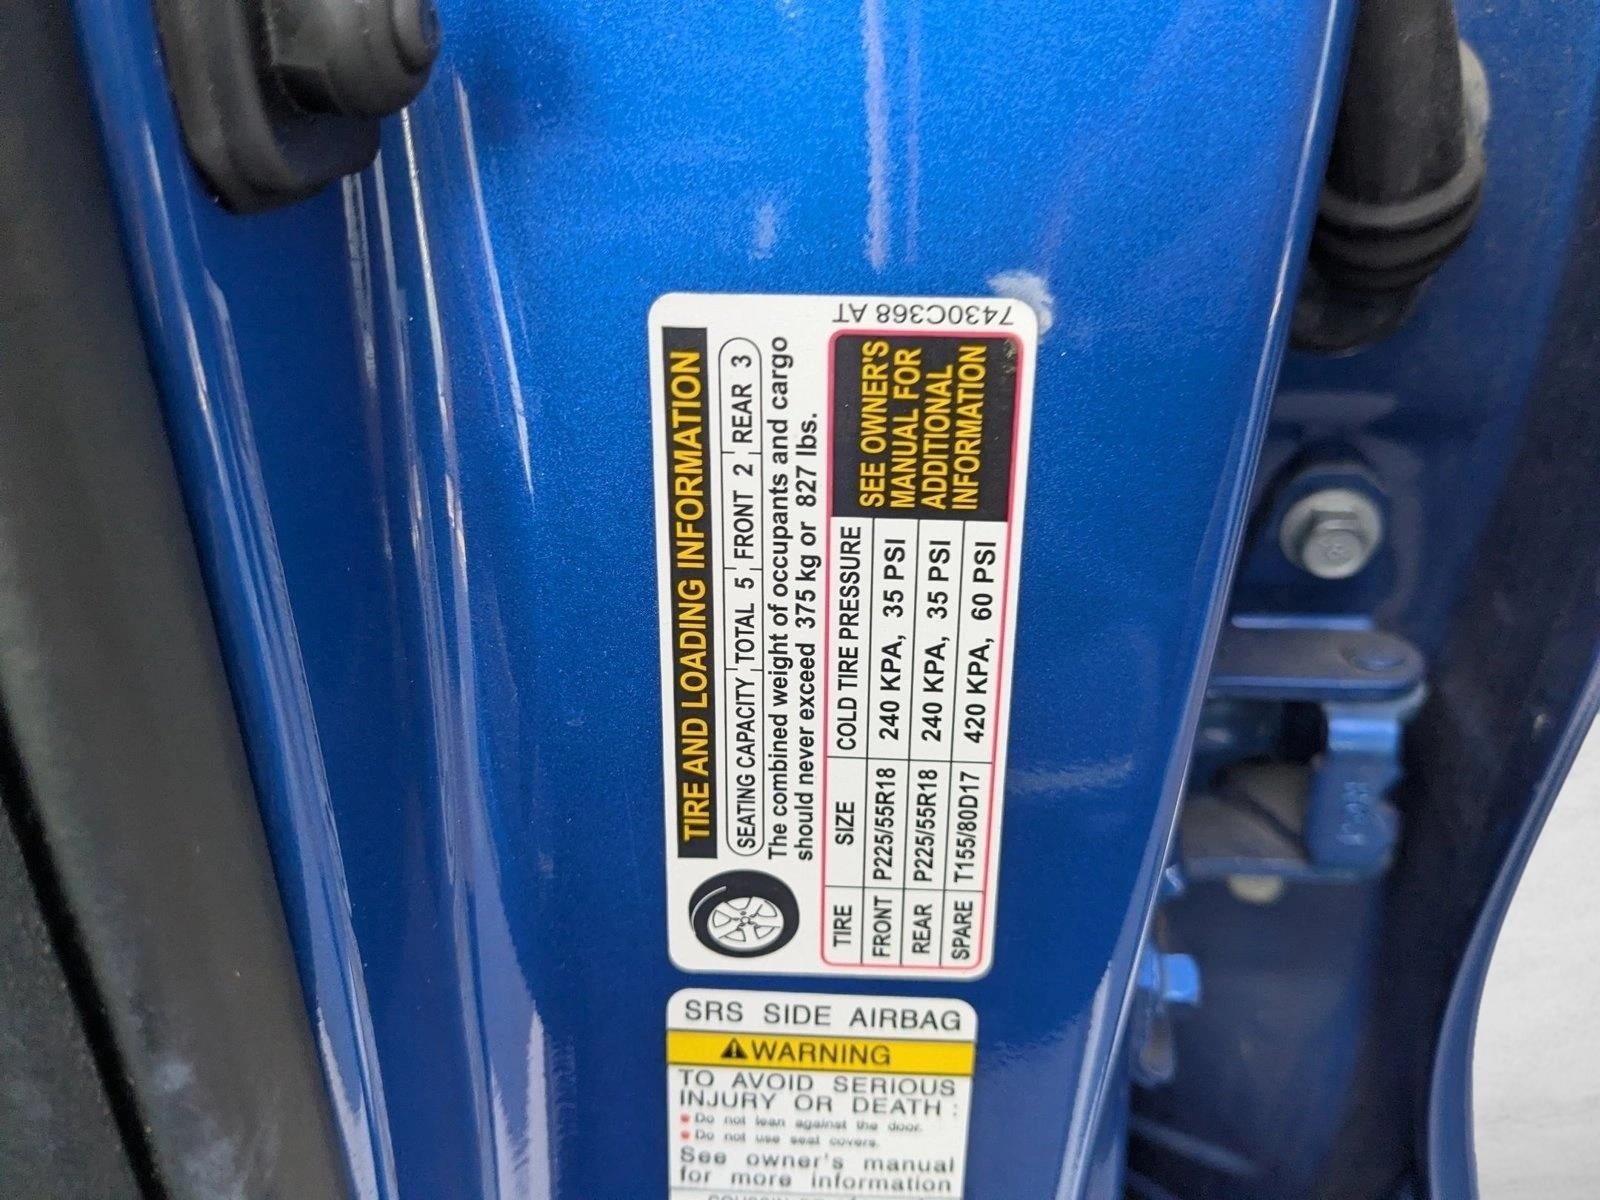 TIRE AND LOADING INFORMATION
SEATING CAPACITY TOTAL 5 FRONT 2 REAR 3
The combined weight of occupants and cargo
should never exceed 375 kg or 827 lbs.
TIRE SIZE COLD TIRE PRESSURE
FRONT P225/55R18 240 KPA, 35 PSI
REAR P225/55R18 240 KPA, 35 PSI
SPARE T155/80D17 420 KPA, 60 PSI
SEE OWNER'S
MANUAL FOR
ADDITIONAL
INFORMATION
7430C368 AT
SRS SIDE AIRBAG
WARNING
TO AVOID SERIOUS
INJURY OR DEATH :
Do not lean against the door.
Do not use seat covers.
See owner's manual
for more information